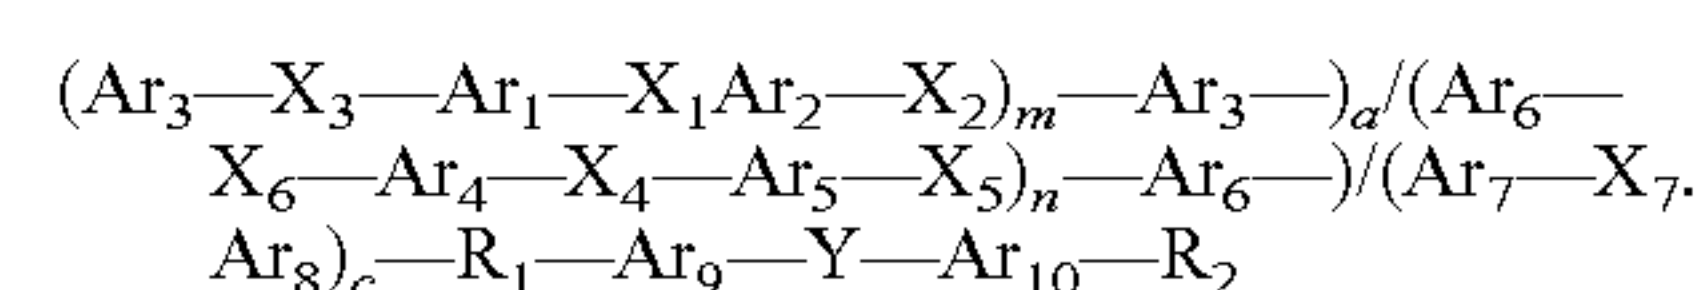 (Ar₃—X₃—Ar₁—X₁Ar₂—X₂)ₘ—Ar₃—)ₐ/(Ar₆—
X₆—Ar₄—X₄—Ar₅—X₅)ₙ—Ar₆—)/(Ar₇—X₇.
Ar₈)c—R₁—Ar₉—Y—Ar₁₀—R₂